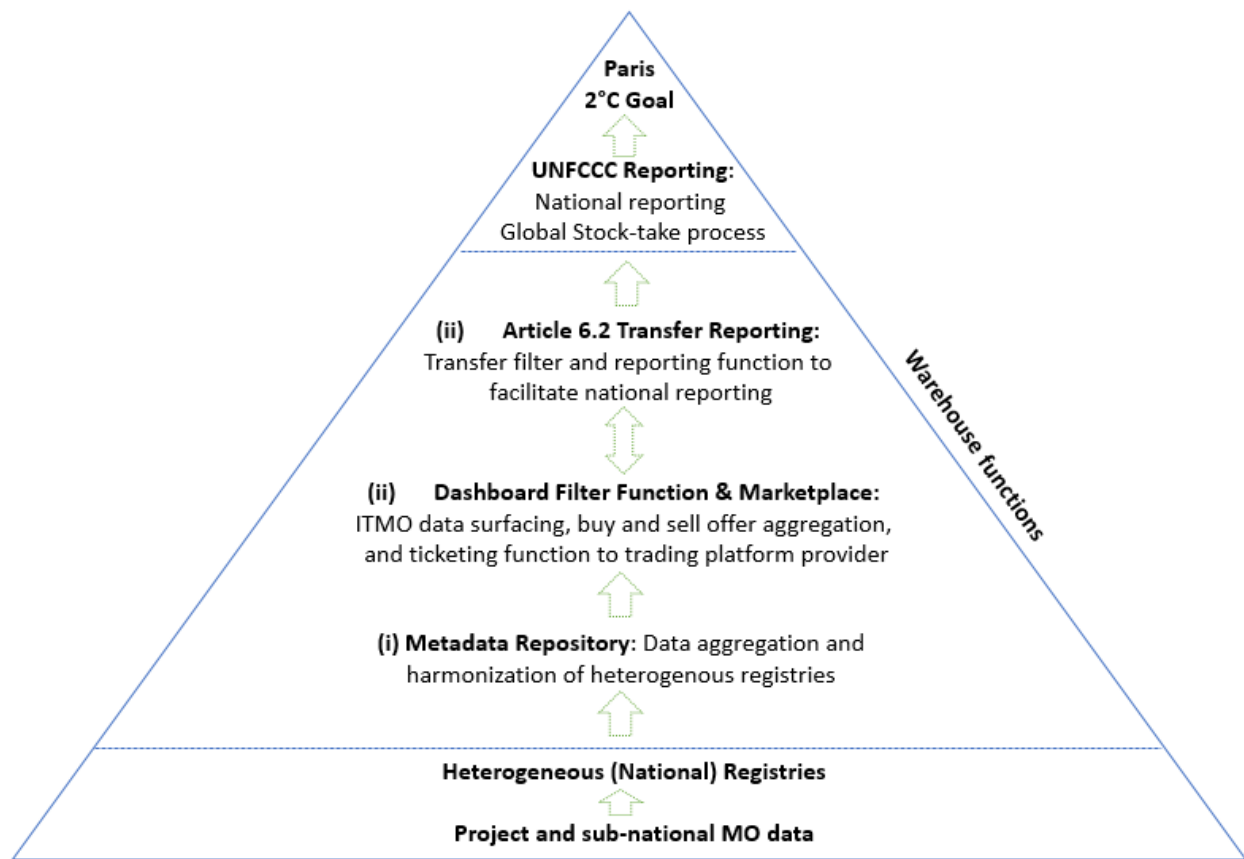 Paris
2°C Goal
UNFCCC Reporting:
National reporting
Global Stock-take process
(ii) Article 6.2 Transfer Reporting:
Transfer filter and reporting function to
facilitate national reporting
Warehouse functions
(ii) Dashboard Filter Function & Marketplace:
ITMO data surfacing, buy and sell offer aggregation,
and ticketing function to trading platform provider
(i) Metadata Repository: Data aggregation and
harmonization of heterogenous registries
Heterogeneous (National) Registries
Project and sub-national MO data